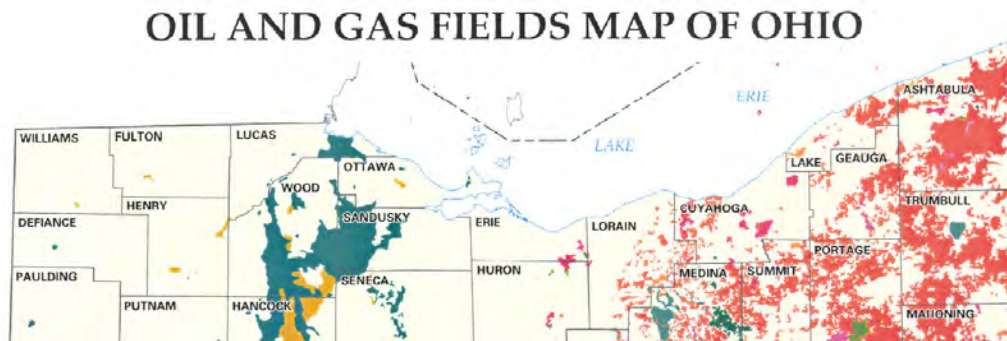 OIL AND GAS FIELDS MAP OF OHIO
ERIE
LAKE
ASHTABULA
WILLIAMS
FULTON
LUCAS
OTTAWA
LAKE
GEAUGA
WOOD
HENRY
SANDUSKY
CUYAHOGA
TRUMBULL
DEFIANCE
ERIE
LORAIN
PORTAGE
PAULDING
SENECA
HURON
MEDINA
SUMMIT
PUTNAM
HANCOCK
MAHONING